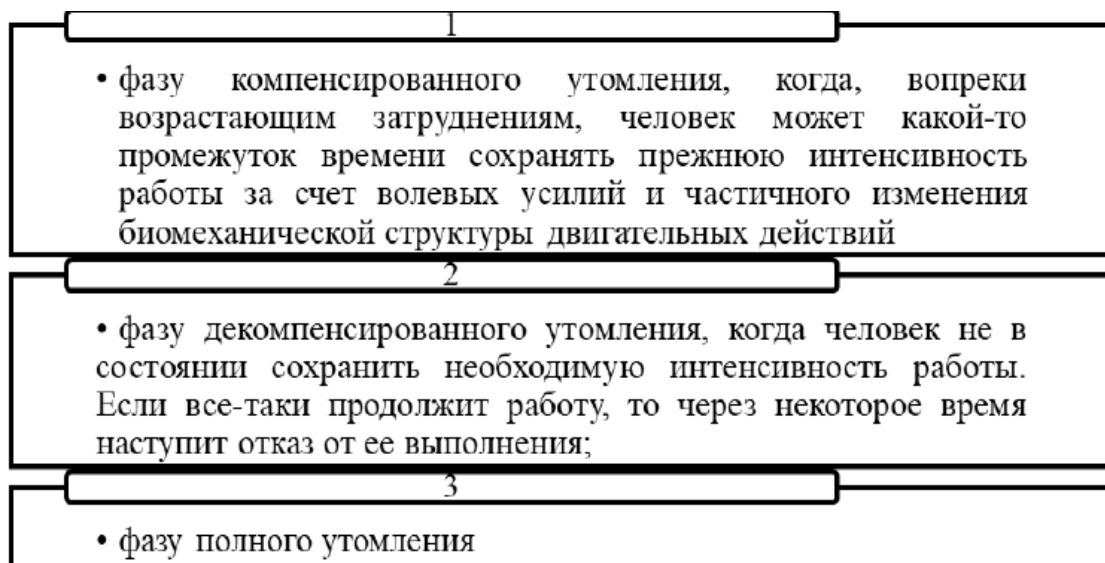 1
• фазу компенсированного утомления, когда, вопреки
возрастающим затруднениям, человек может какой-то
промежуток времени сохранять прежнюю интенсивность
работы за счет волевых усилий и частичного изменения
биомеханической структуры двигательных действий
2
• фазу декомпенсированного утомления, когда человек не в
состоянии сохранить необходимую интенсивность работы.
Если все-таки продолжит работу, то через некоторое время
наступит отказ от ее выполнения;
3
• фазу полного утомления